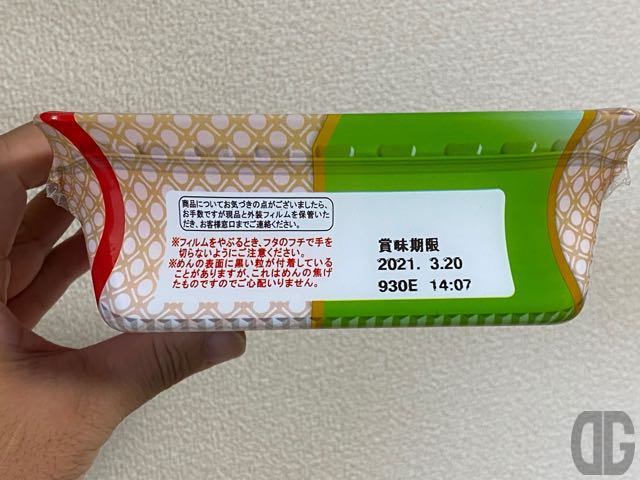 商品についてお気づきの点がございましたら、
お手数ですが現品と外装フィルムを保管いた
だき、お客様窓口までご連絡ください。
※フィルムをやぶるとき、フタのフチで手を
切らないようにご注意ください。
※めんの表面に黒い粒が付着している
ことがありますが、これはめんの焦げ
たものですのでご心配いりません。
賞味期限
2021. 3.20
930E 14:07
DG